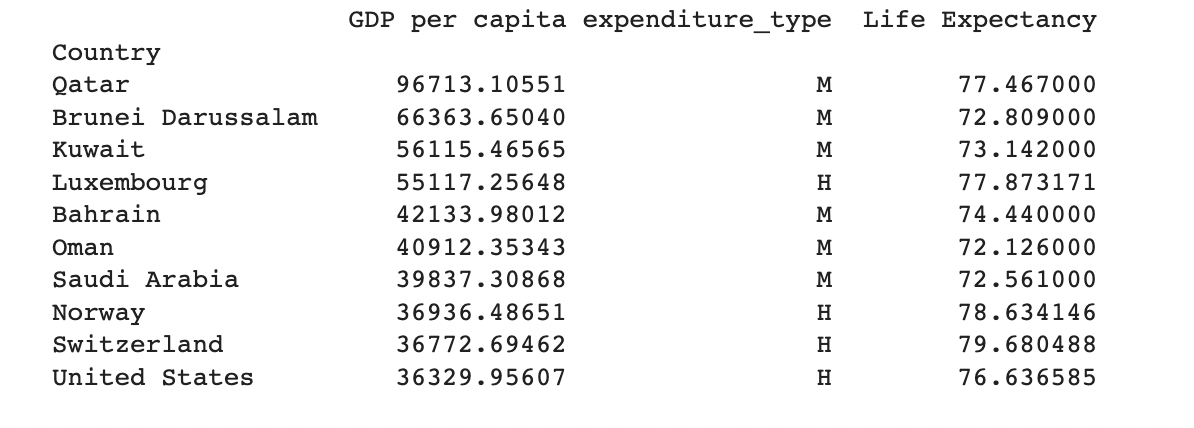 GDP per capita expenditure_type Life Expectancy
Country
Qatar 96713.10551 M 77.467000
Brunei Darussalam 66363.65040 M 72.809000
Kuwait 56115.46565 M 73.142000
Luxembourg 55117.25648 H 77.873171
Bahrain 42133.98012 M 74.440000
Oman 40912.35343 M 72.126000
Saudi Arabia 39837.30868 M 72.561000
Norway 36936.48651 H 78.634146
Switzerland 36772.69462 H 79.680488
United States 36329.95607 H 76.636585